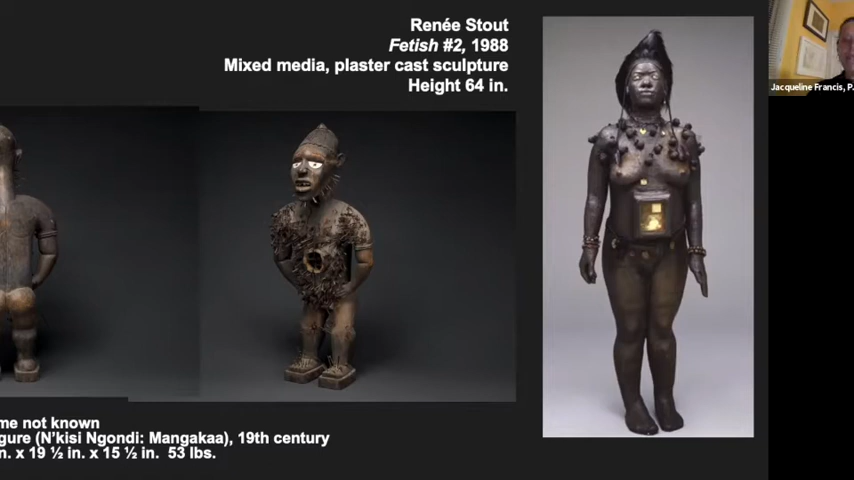 Renée Stout
Fetish #2, 1988
Mixed media, plaster cast sculpture
Height 64 in.
Jacqueline Francis, P
me not known
gure (N’kisi Ngondi: Mangakaa), 19th century
n. x 19 ½ in. x 15 ½ in.  53 lbs.